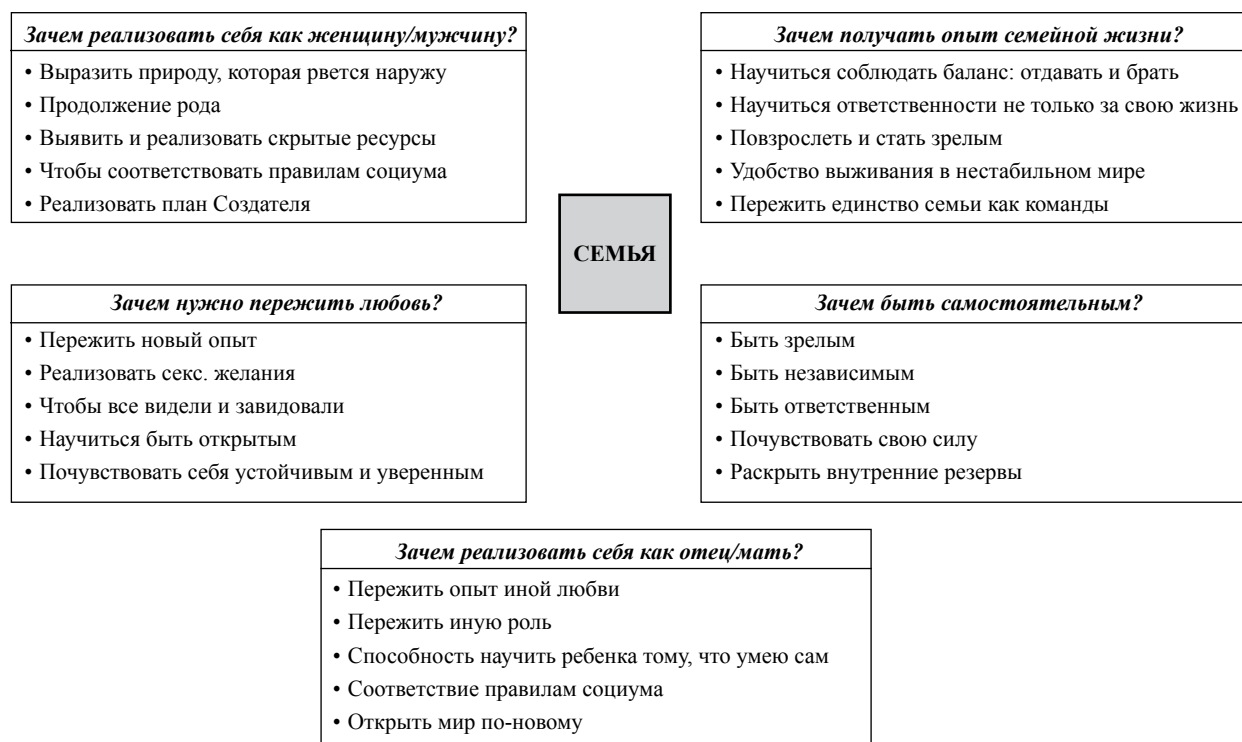 Зачем реализовать себя как женщину/мужчину?
• Выразить природу, которая рвется наружу
• Продолжение рода
• Выявить и реализовать скрытые ресурсы
• Чтобы соответствовать правилам социума
• Реализовать план Создателя
Зачем получать опыт семейной жизни?
• Научиться соблюдать баланс: отдавать и брать
• Научиться ответственности не только за свою жизнь
• Повзрослеть и стать зрелым
• Удобство выживания в нестабильном мире
• Пережить единство семьи как команды
СЕМЬЯ
Зачем нужно пережить любовь?
• Пережить новый опыт
• Реализовать секс. желания
• Чтобы все видели и завидовали
• Научиться быть открытым
• Почувствовать себя устойчивым и уверенным
Зачем быть самостоятельным?
• Быть зрелым
• Быть независимым
• Быть ответственным
• Почувствовать свою силу
• Раскрыть внутренние резервы
Зачем реализовать себя как отец/мать?
• Пережить опыт иной любви
• Пережить иную роль
• Способность научить ребенка тому, что умею сам
• Соответствие правилам социума
• Открыть мир по-новому